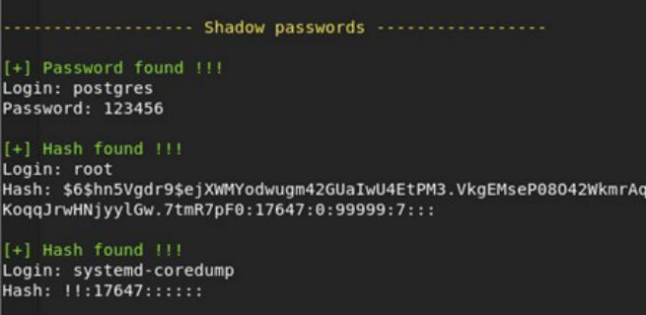 ------------------- Shadow passwords -----------------
[+] Password found !!!
Login: postgres
Password: 123456
[+] Hash found !!!
Login: root
Hash: $6$hn5Vgdr9$ejXWMYodwugm42GUaIwU4EtPM3.VkgEMseP08O42WkmrAq
KoqqJrwHNjyylGw.7tmR7pF0:17647:0:99999:7:::
[+] Hash found !!!
Login: systemd-coredump
Hash: !!:17647::::::